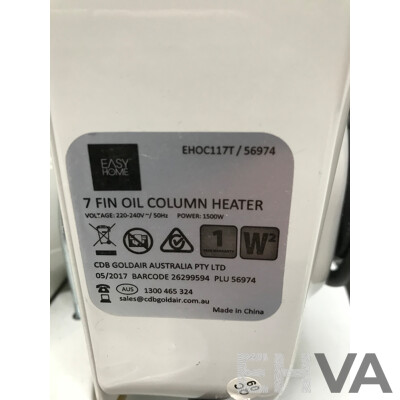 EHOC117T / 56974
EASY
HOME
7 FIN OIL COLUMN HEATER
VOLTAGE: 220-240V~/ 50Hz POWER: 1500W
1 W²
CDB GOLDAIR AUSTRALIA PTY LTD
05/2017 BARCODE 26299594 PLU 56974
AUS 1300 465 324
sales@cdbgoldair.com.au
Made in China
VA